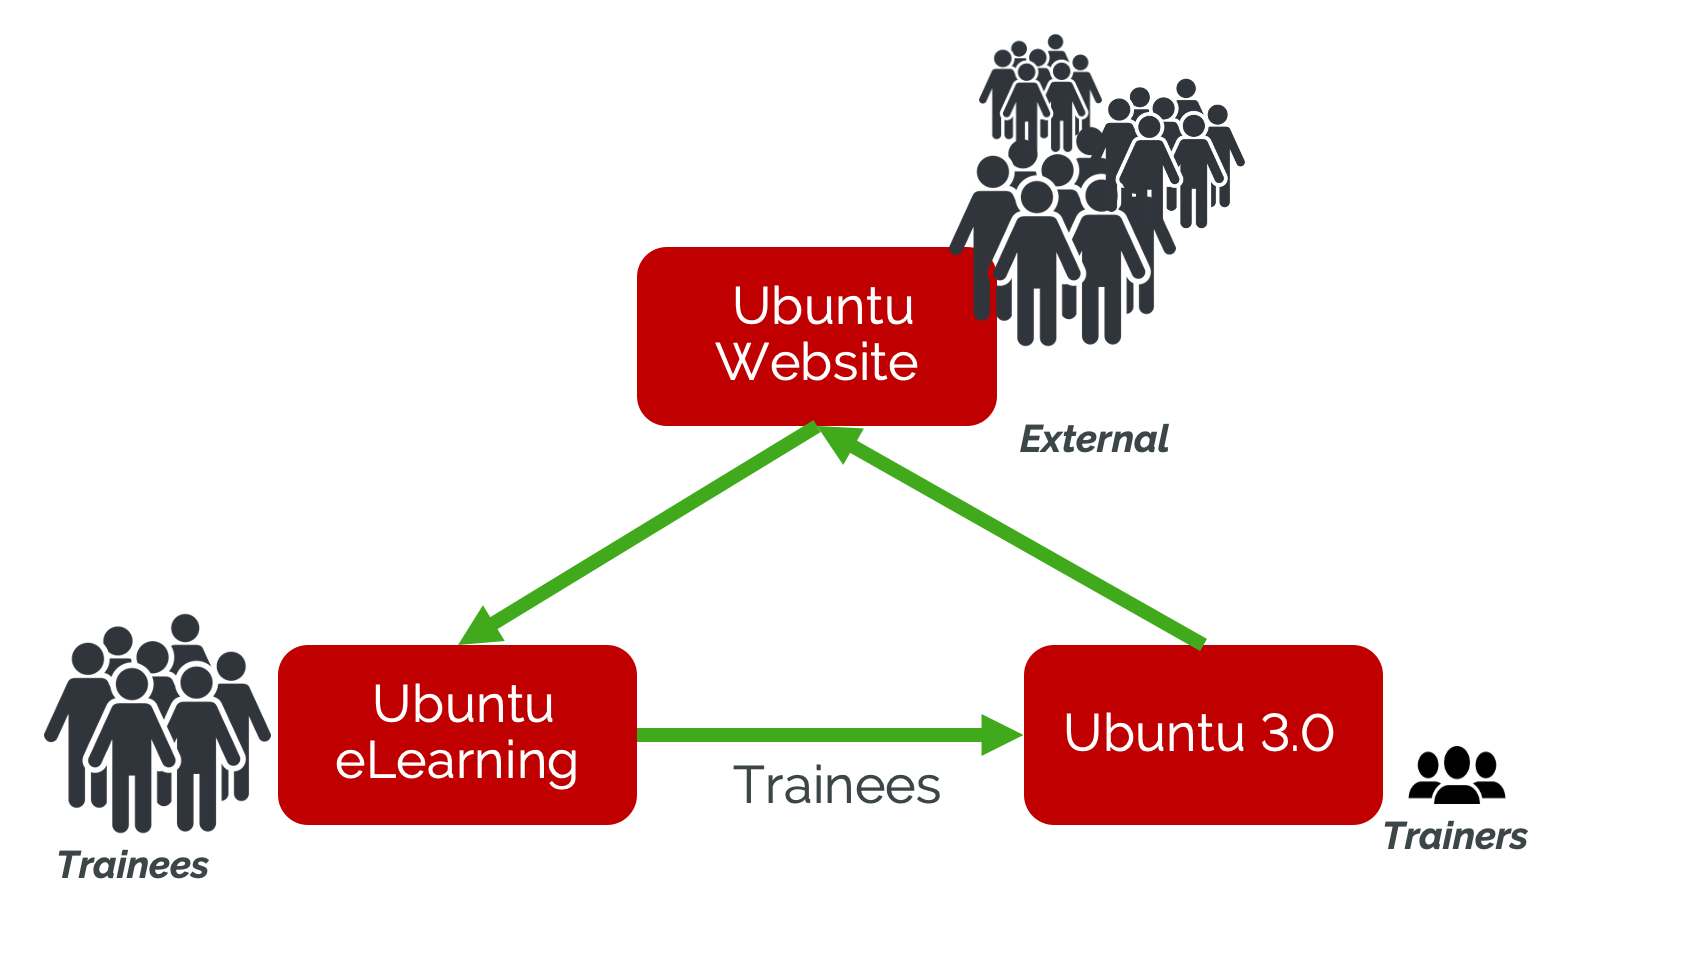 Ubuntu
Website
External
Ubuntu
eLearning
Trainees
Ubuntu 3.0
Trainees
Trainers